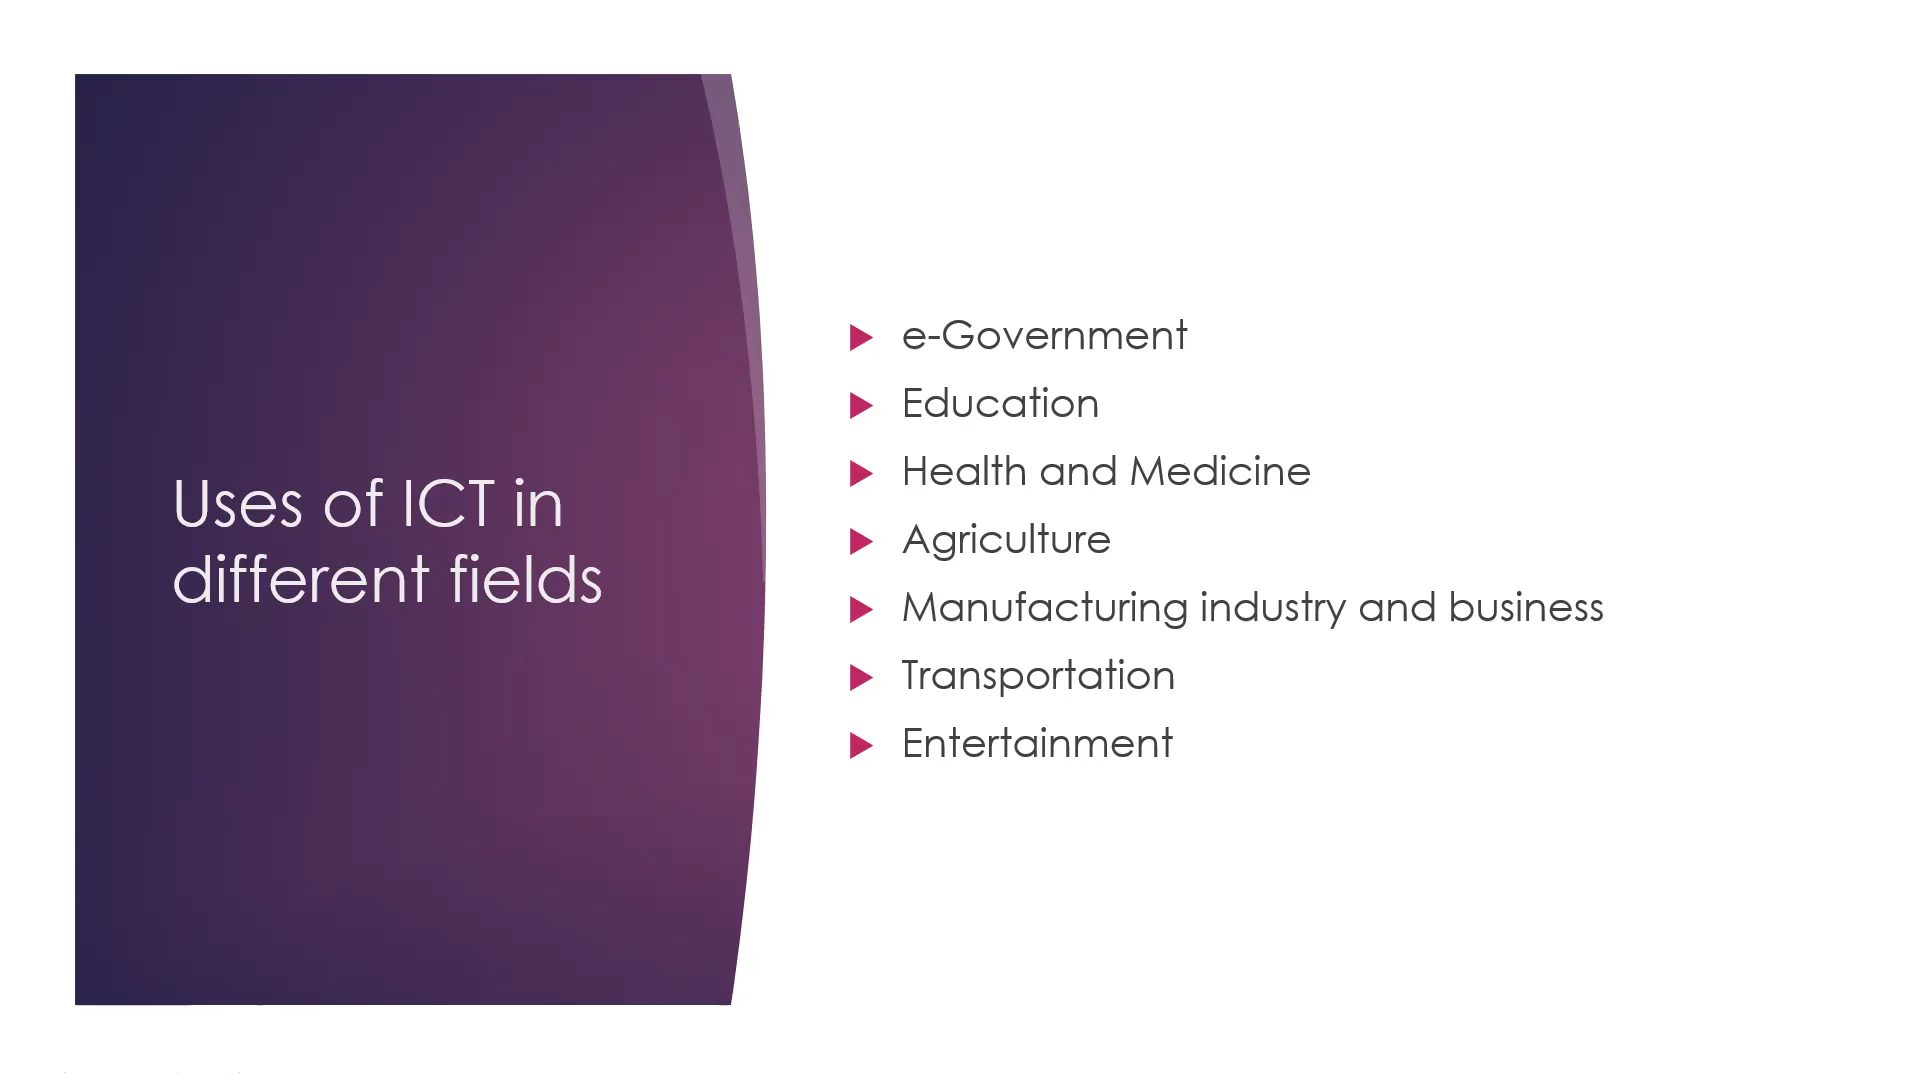 Uses of ICT in
different fields
e-Government
Education
Health and Medicine
Agriculture
Manufacturing industry and business
Transportation
Entertainment